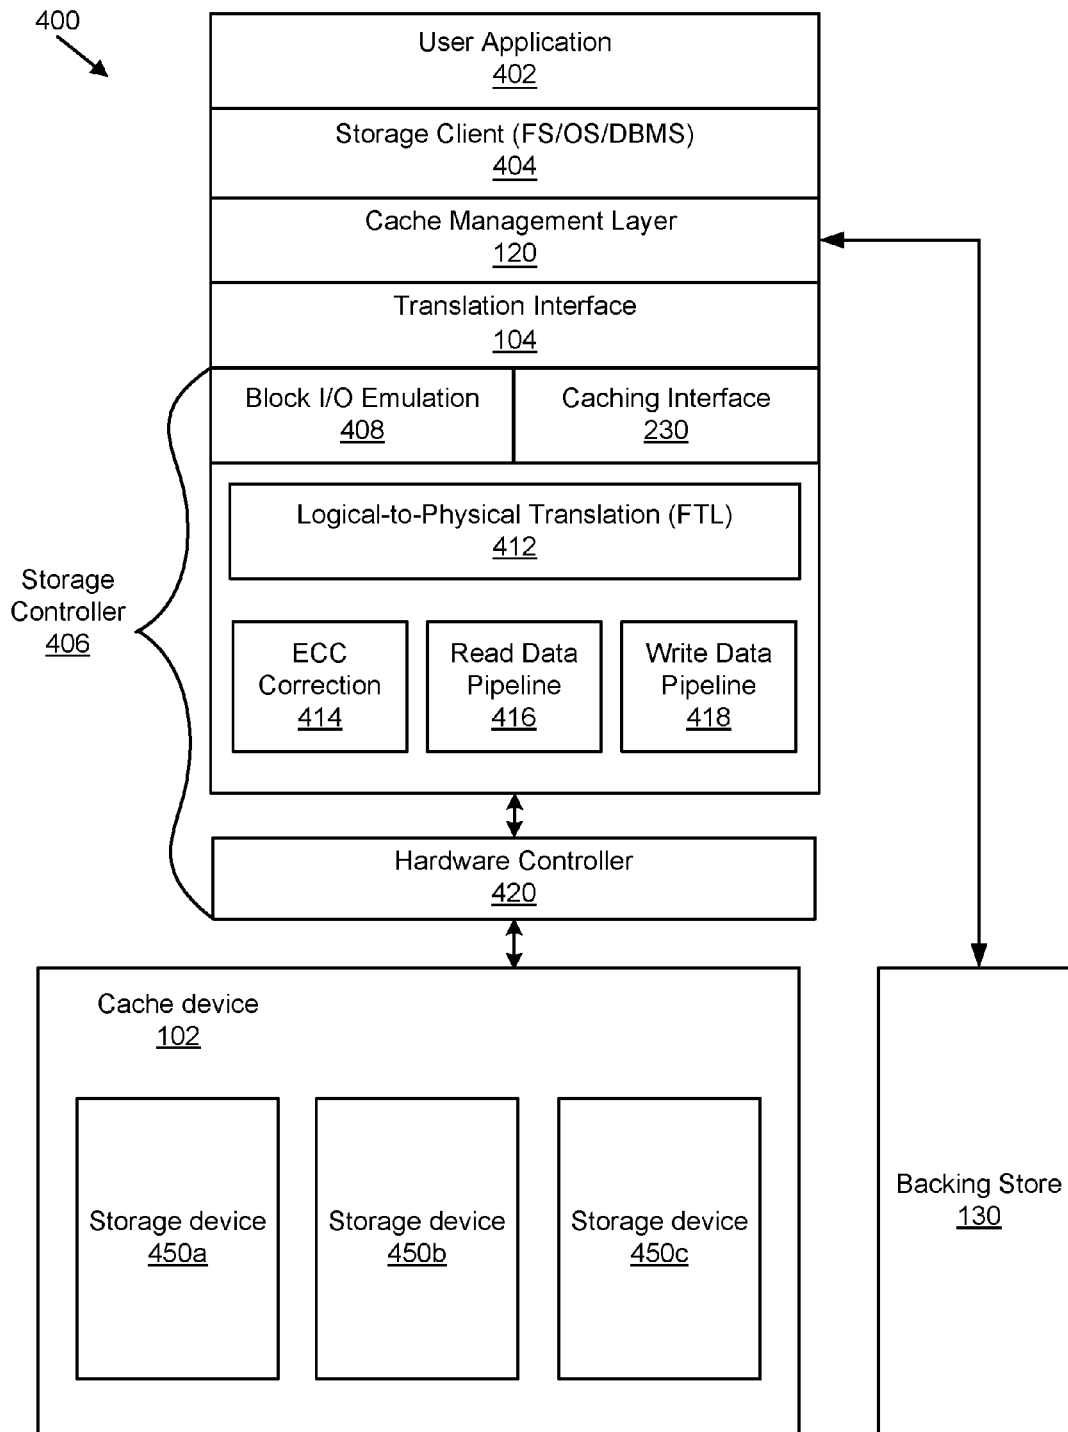 400
User Application
402
Storage Client (FS/OS/DBMS)
404
Cache Management Layer
120
Translation Interface
104
Block I/O Emulation
408
Caching Interface
230
Logical-to-Physical Translation (FTL)
412
Storage
Controller
406
ECC
Correction
414
Read Data
Pipeline
416
Write Data
Pipeline
418
Hardware Controller
420
Cache device
102
Storage device
450a
Storage device
450b
Storage device
450c
Backing Store
130